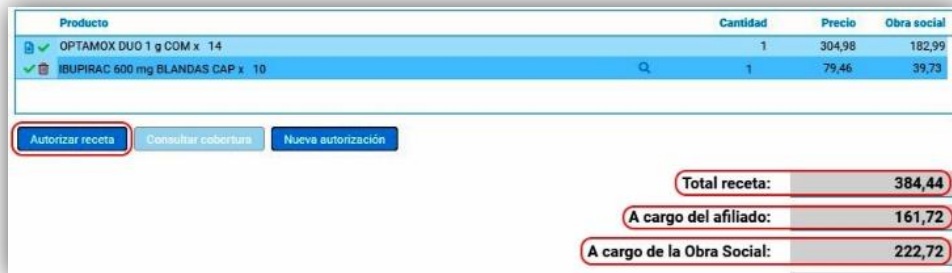 Producto Cantidad Precio Obra social
OPTAMOX DUO 1 g COM x 14 1 304,98 182,99
IBUPIRAC 600 mg BLANDAS CAP x 10 1 79,46 39,73
Autorizar receta Consultar cobertura Nueva autorización
Total receta: 384,44
A cargo del afiliado: 161,72
A cargo de la Obra Social: 222,72